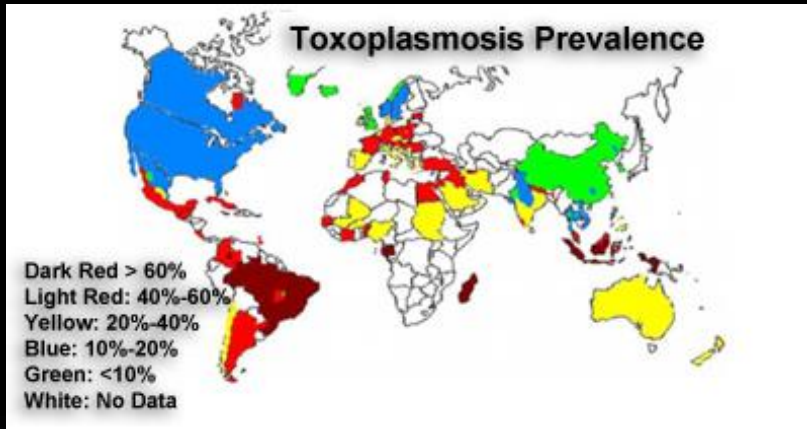 Toxoplasmosis Prevalence
Dark Red > 60%
Light Red: 40%-60%
Yellow: 20%-40%
Blue: 10%-20%
Green: <10%
White: No Data